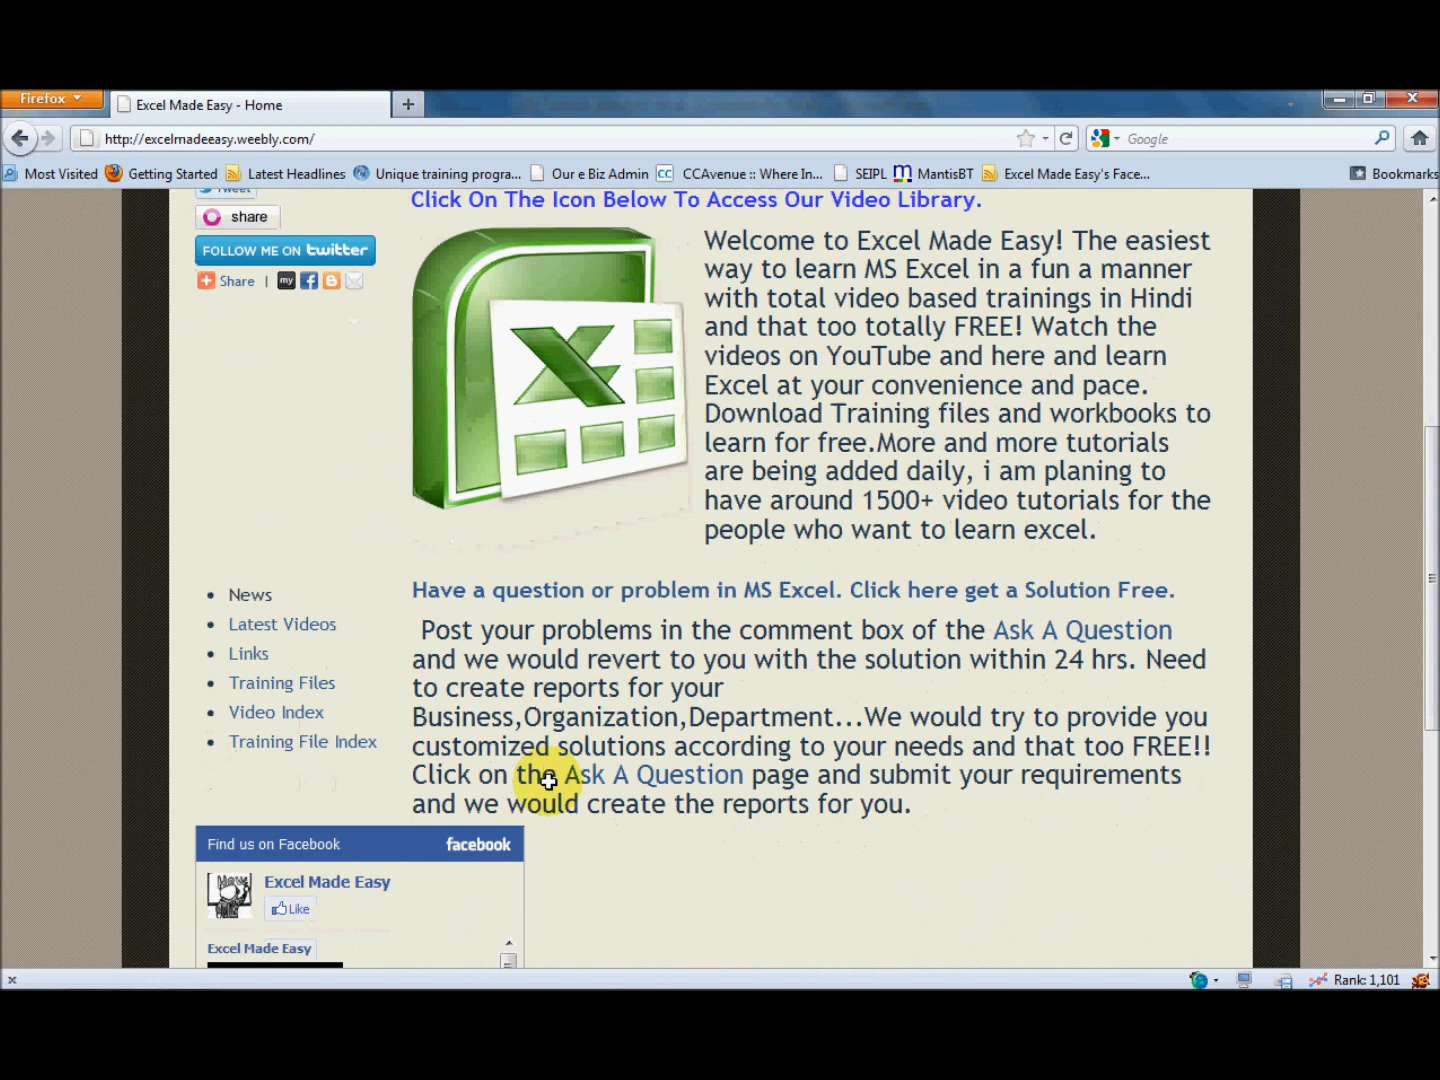 Firefox
Excel Made Easy - Home
http://excelmadeeasy.weebly.com/
Google
Most Visited
Getting Started
Latest Headlines
Unique training progra...
Our e Biz Admin
CC
CCAvenue :: Where In...
SEIPL
MantisBT
Excel Made Easy's Face...
Bookmarks
Tweet
share
FOLLOW ME ON twitter
Share
my
Click On The Icon Below To Access Our Video Library.
Welcome to Excel Made Easy! The easiest
way to learn MS Excel in a fun a manner
with total video based trainings in Hindi
and that too totally FREE! Watch the
videos on YouTube and here and learn
Excel at your convenience and pace.
Download Training files and workbooks to
learn for free.More and more tutorials
are being added daily, i am planing to
have around 1500+ video tutorials for the
people who want to learn excel.
News
Latest Videos
Links
Training Files
Video Index
Training File Index
Have a question or problem in MS Excel. Click here get a Solution Free.
Post your problems in the comment box of the Ask A Question
and we would revert to you with the solution within 24 hrs. Need
to create reports for your
Business,Organization,Department...We would try to provide you
customized solutions according to your needs and that too FREE!!
Click on the Ask A Question page and submit your requirements
and we would create the reports for you.
Find us on Facebook
facebook
Excel Made Easy
Like
Excel Made Easy
Rank: 1,101